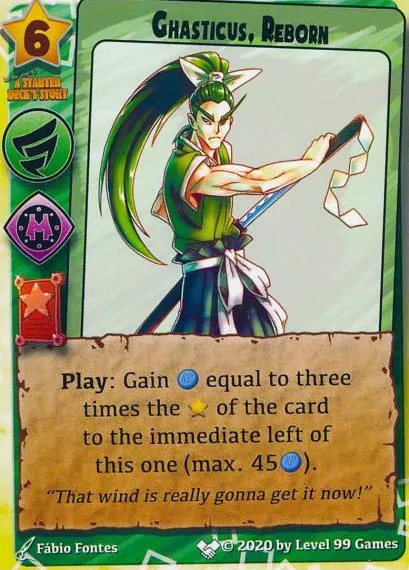 GHASTICUS, REBORN
6
A STARTER
DECK'S STORY
M
Play: Gain NP equal to three
times the of the card
to the immediate left of
this one (max. 45 NP).
"That wind is really gonna get it now!"
Fábio Fontes
© 2020 by Level 99 Games